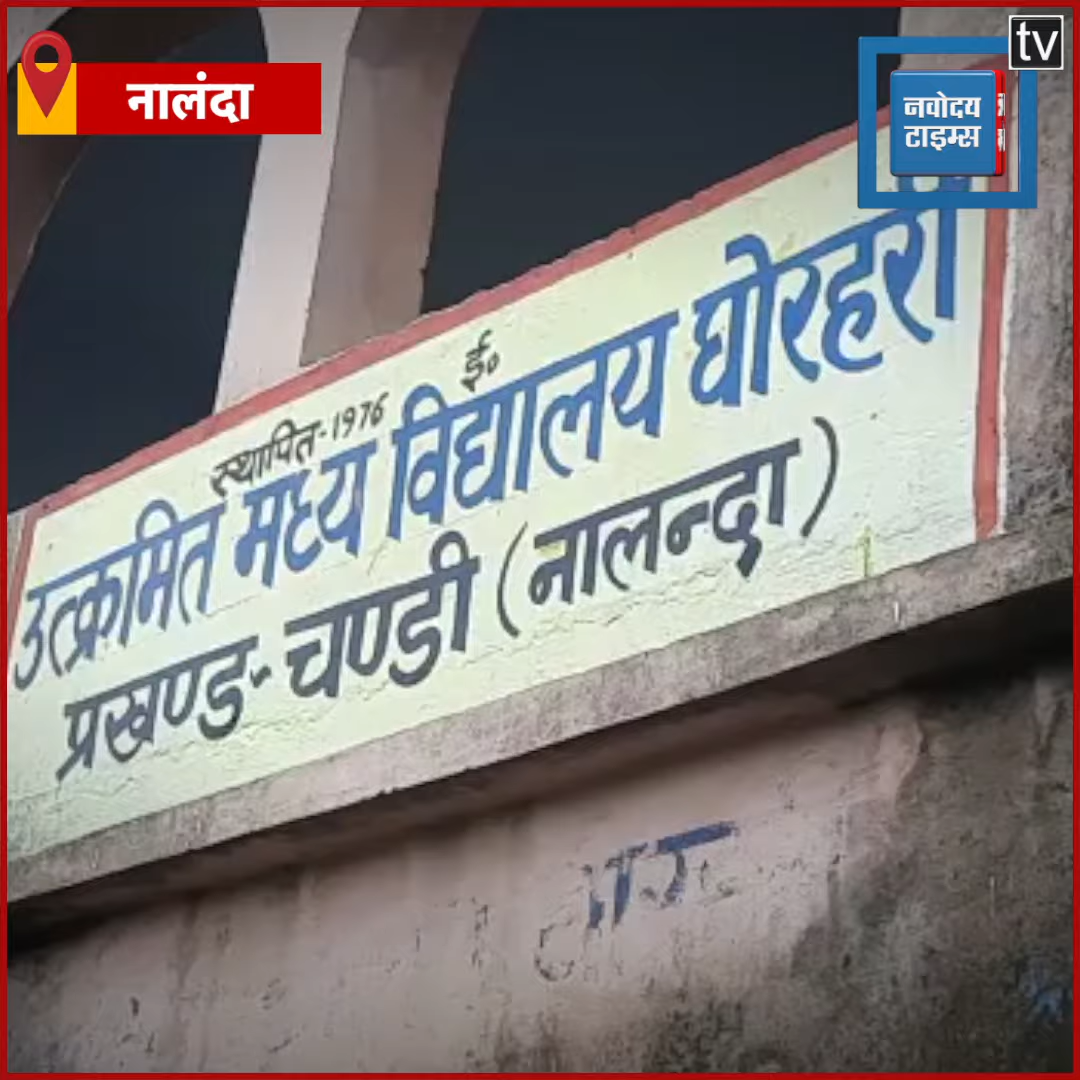 नालंदा
tv
नवोदय
टाइम्स
स्थापित-1976 ई०
उत्क्रमित मध्य विद्यालय घोरहरी
प्रखण्ड-चण्डी (नालन्दा)